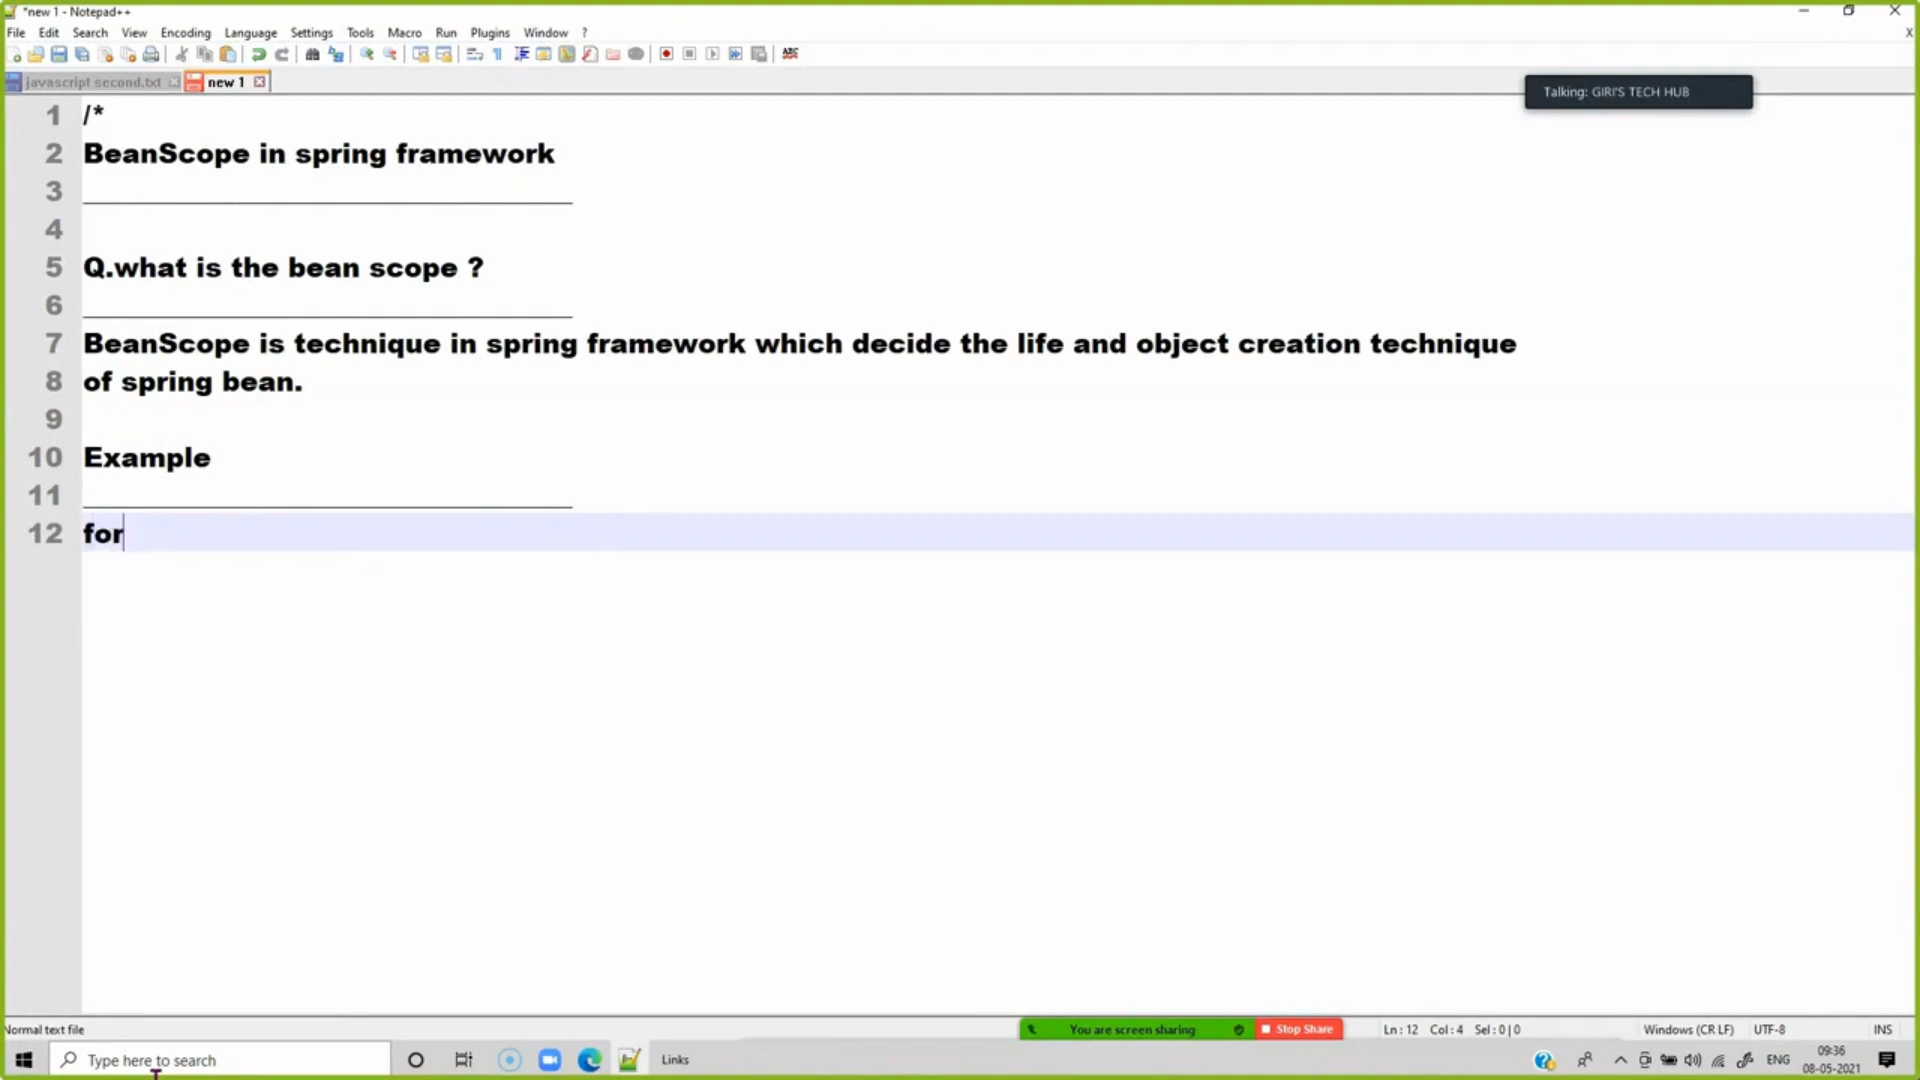 *new 1 - Notepad++
File Edit Search View Encoding Language Settings Tools Macro Run Plugins Window ? X
javascript second.txt new 1
Talking: GIRI'S TECH HUB
1 /*
2 BeanScope in spring framework
3 ___________________________________
4
5 Q.what is the bean scope ?
6 ___________________________________
7 BeanScope is technique in spring framework which decide the life and object creation technique
8 of spring bean.
9
10 Example
11 ___________________________________
12 for
Normal text file You are screen sharing Stop Share Ln : 12 Col : 4 Sel : 0 | 0 Windows (CR LF) UTF-8 INS
Type here to search Links ENG 09:36
08-05-2021